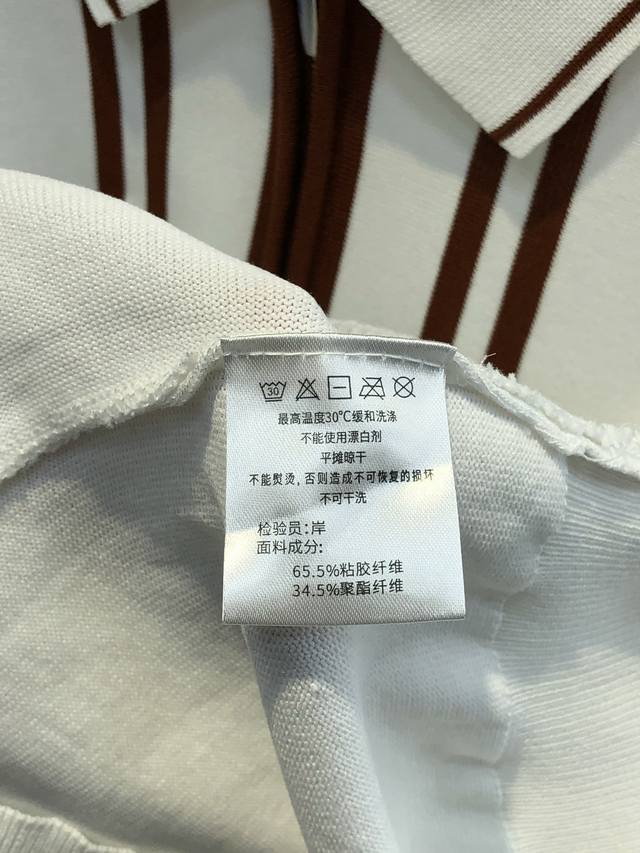 30
最高温度30℃缓和洗涤
不能使用漂白剂
平摊晾干
不能熨烫，否则造成不可恢复的损坏
不可干洗
检验员：岸
面料成分：
65.5%粘胶纤维
34.5%聚酯纤维